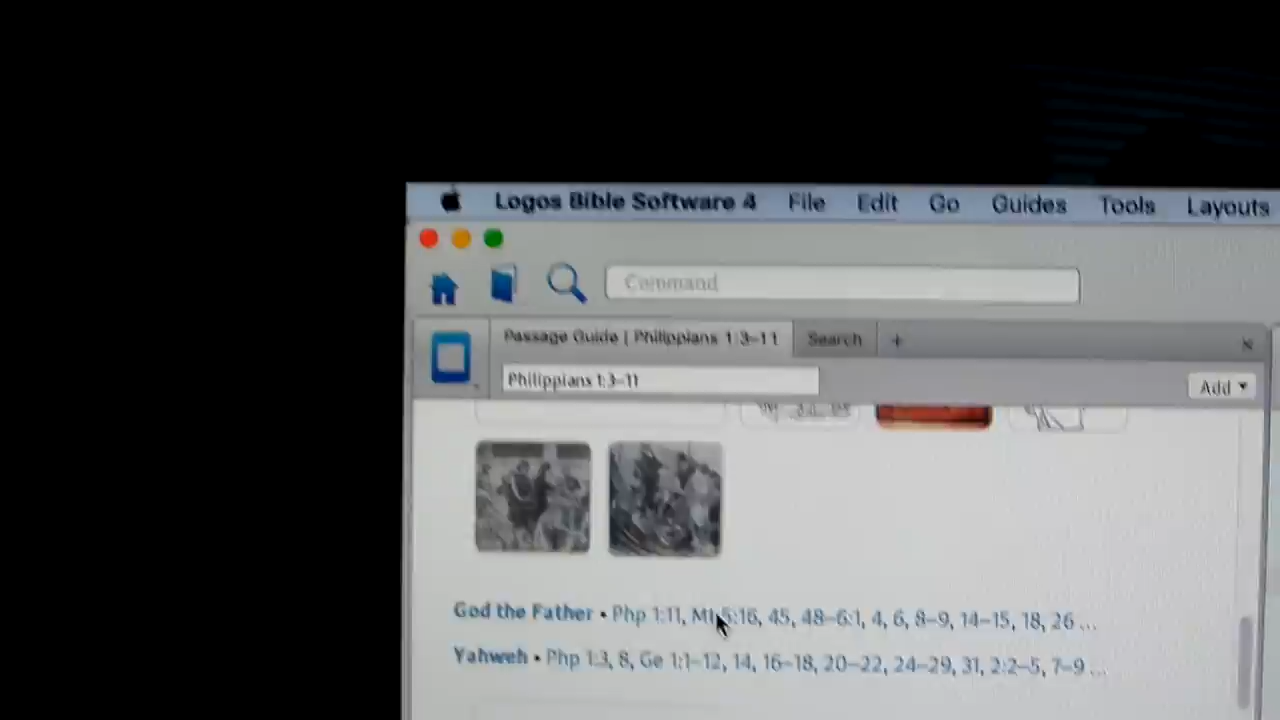 Logos Bible Software 4 File Edit Go Guides Tools Layouts
Command
Passage Guide | Philippians 1:3–11 Search +
Philippians 1:3–11
Add
God the Father • Php 1:11, Mt 5:16, 45, 48–6:1, 4, 6, 8–9, 14–15, 18, 26 ...
Yahweh • Php 1:3, 8, Ge 1:1–12, 14, 16–18, 20–22, 24–29, 31, 2:2–5, 7–9 ...